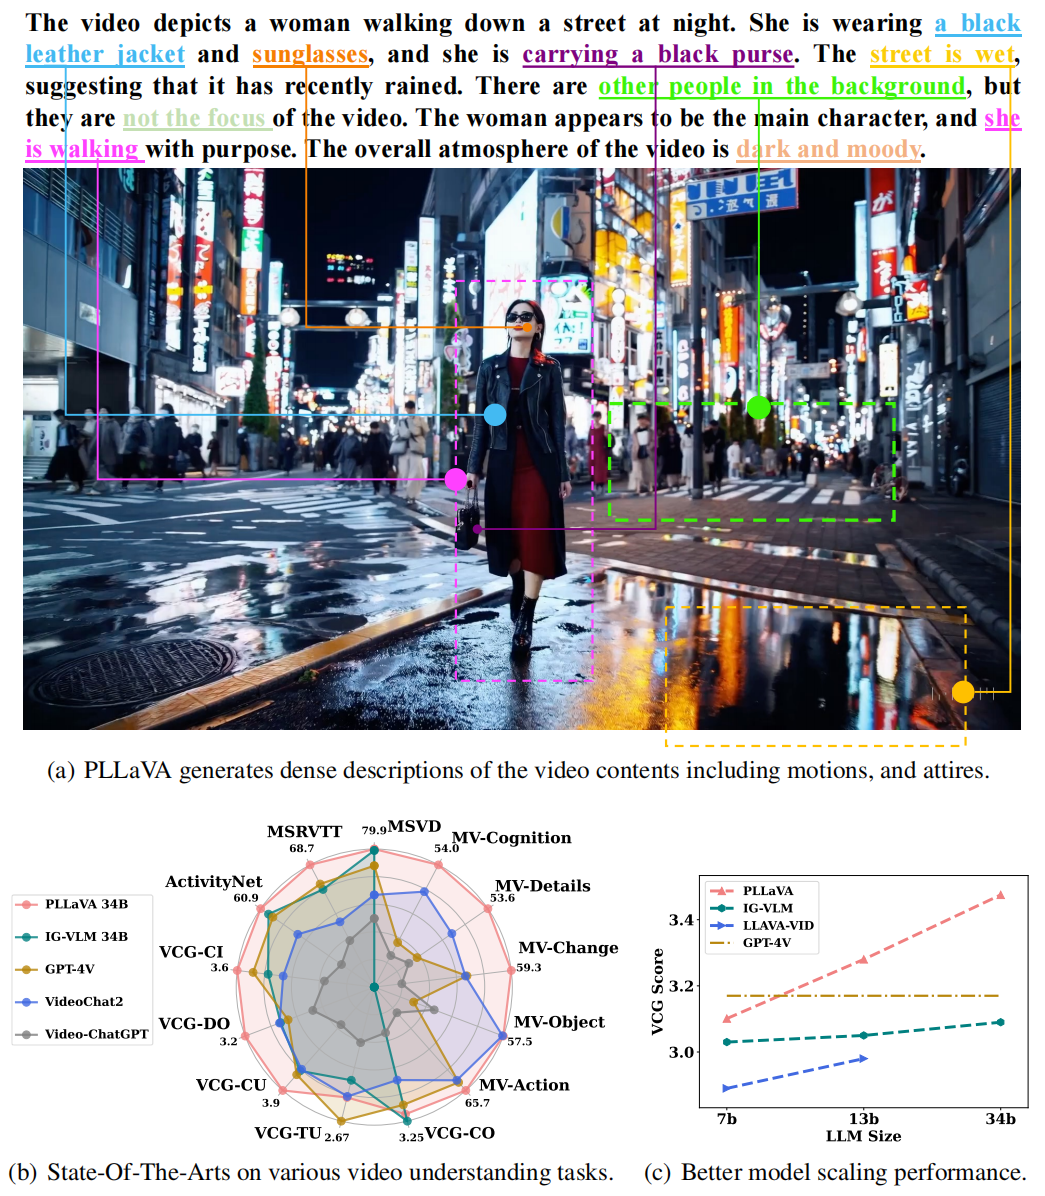 The video depicts a woman walking down a street at night. She is wearing a black
leather jacket and sunglasses, and she is carrying a black purse. The street is wet,
suggesting that it has recently rained. There are other people in the background, but
they are not the focus of the video. The woman appears to be the main character, and she
is walking with purpose. The overall atmosphere of the video is dark and moody.
(a) PLLaVA generates dense descriptions of the video contents including motions, and attires.
PLLaVA 34B
IG-VLM 34B
GPT-4V
VideoChat2
Video-ChatGPT
MSVD
79.9
MV-Cognition
54.0
MV-Details
53.6
MV-Change
59.3
MV-Object
57.5
MV-Action
65.7
VCG-CO
3.25
VCG-TU
2.67
VCG-CU
3.9
VCG-DO
3.2
VCG-CI
3.6
ActivityNet
60.9
MSRVTT
68.7
(b) State-Of-The-Arts on various video understanding tasks.
PLLaVA
IG-VLM
LLAVA-VID
GPT-4V
VCG Score
3.4
3.2
3.0
7b 13b 34b
LLM Size
(c) Better model scaling performance.